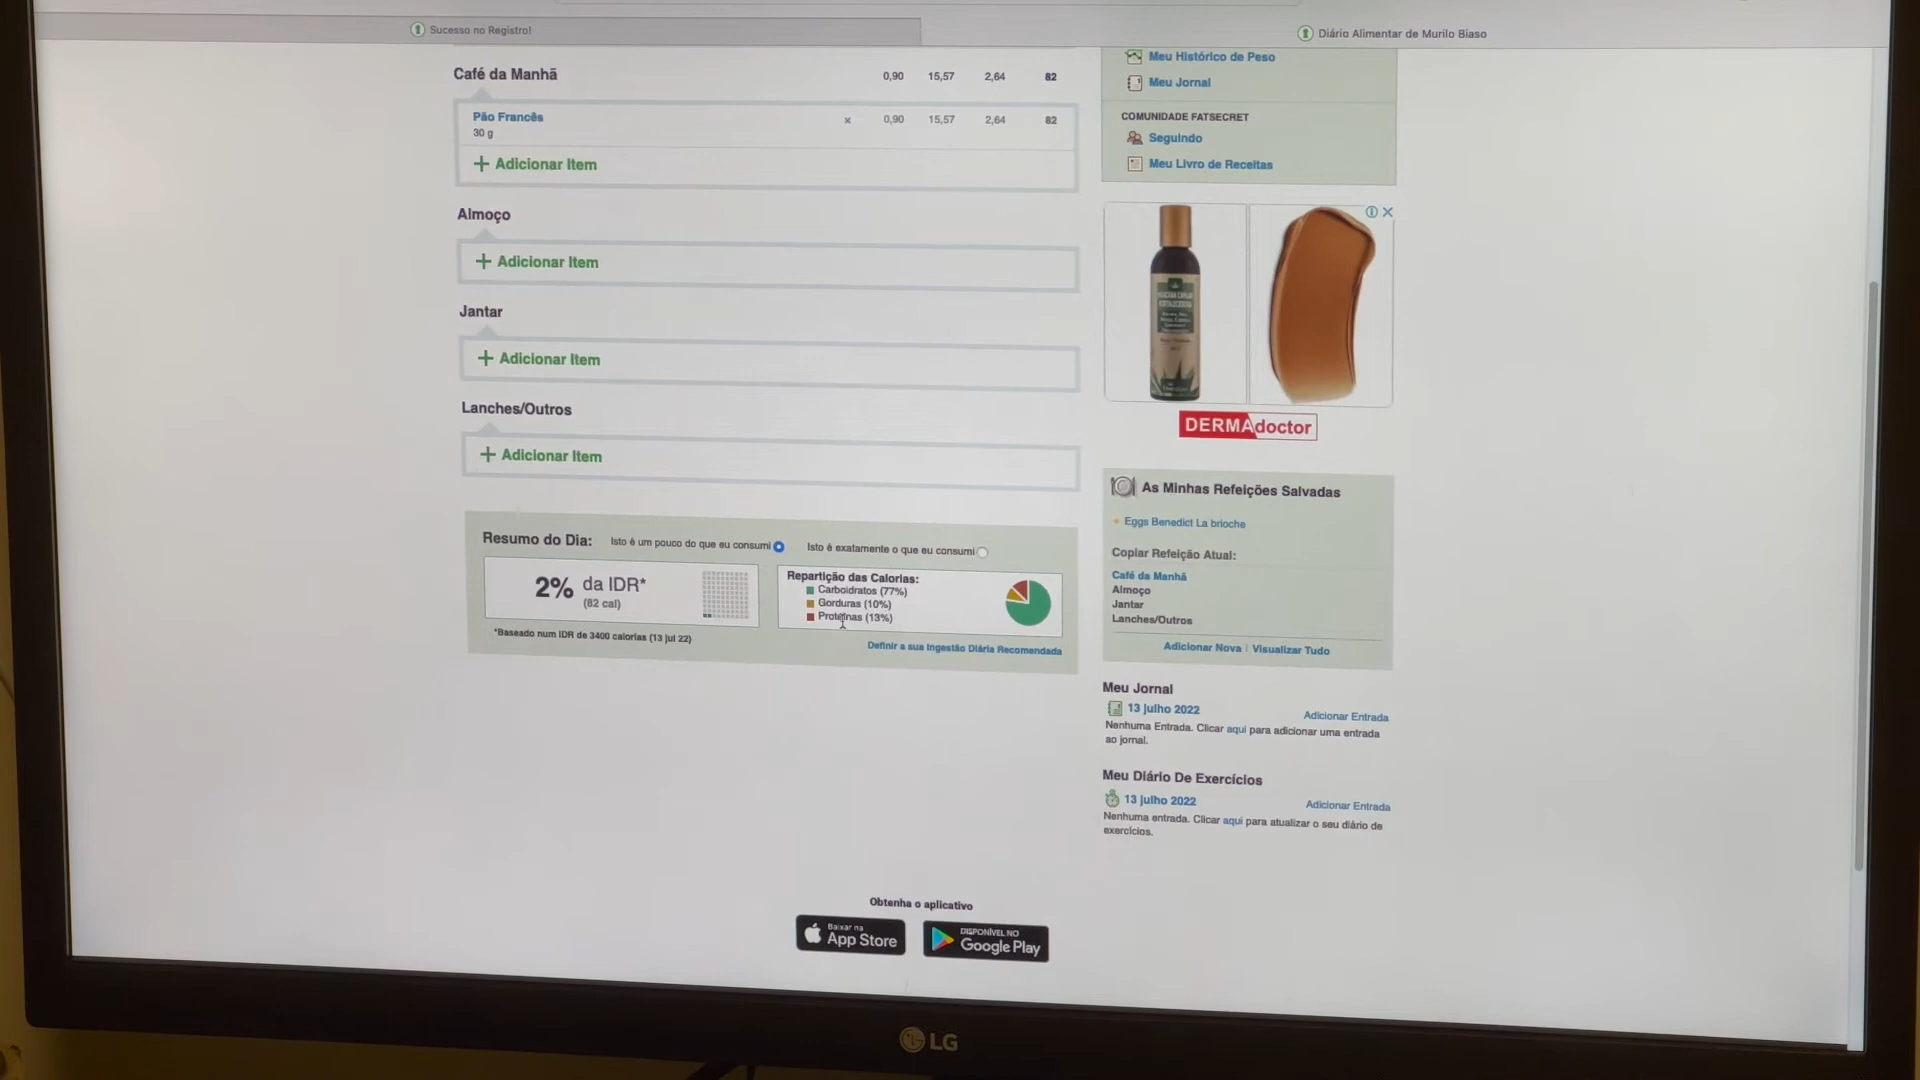 Sucesso no Registro!
Diário Alimentar de Murilo Biaso
Café da Manhã 0,90 15,57 2,64 82
Pão Francês x 0,90 15,57 2,64 82
30 g
+ Adicionar Item
Almoço
+ Adicionar Item
Jantar
+ Adicionar Item
Lanches/Outros
+ Adicionar Item
Resumo do Dia: Isto é um pouco do que eu consumi Isto é exatamente o que eu consumi
2% da IDR*
(82 cal)
Repartição das Calorias:
Carboidratos (77%)
Gorduras (10%)
Proteínas (13%)
*Baseado num IDR de 3400 calorias (13 jul 22)
Definir a sua Ingestão Diária Recomendada
Meu Histórico de Peso
Meu Jornal
COMUNIDADE FATSECRET
Seguindo
Meu Livro de Receitas
DERMAdoctor
As Minhas Refeições Salvadas
Eggs Benedict La brioche
Copiar Refeição Atual:
Café da Manhã
Almoço
Jantar
Lanches/Outros
Adicionar Nova | Visualizar Tudo
Meu Jornal
13 julho 2022 Adicionar Entrada
Nenhuma Entrada. Clicar aqui para adicionar uma entrada
ao jornal.
Meu Diário De Exercícios
13 julho 2022 Adicionar Entrada
Nenhuma entrada. Clicar aqui para atualizar o seu diário de
exercícios.
Obtenha o aplicativo
Baixar na
App Store
DISPONÍVEL NO
Google Play
LG